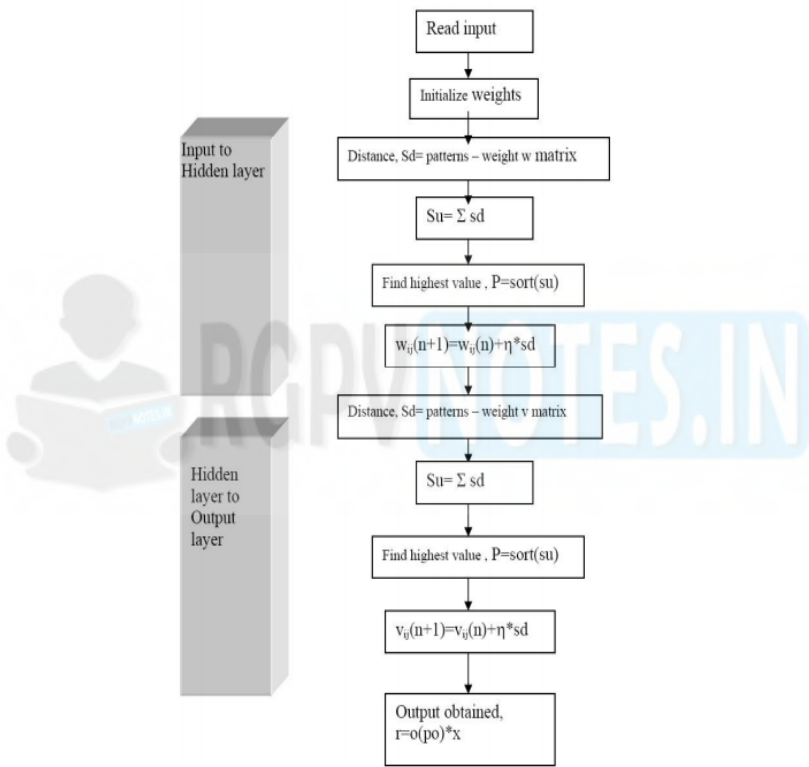 Read input
Initialize weights
Input to
Hidden layer
Distance, Sd= patterns – weight w matrix
Su= Σ sd
Find highest value , P=sort(su)
wᵢⱼ(n+1)=wᵢⱼ(n)+η*sd
RGPVNOTES.IN
RGPVNOTES.IN
Distance, Sd= patterns – weight v matrix
Hidden
layer to
Output
layer
Su= Σ sd
Find highest value , P=sort(su)
vᵢⱼ(n+1)=vᵢⱼ(n)+η*sd
Output obtained,
r=o(po)*x